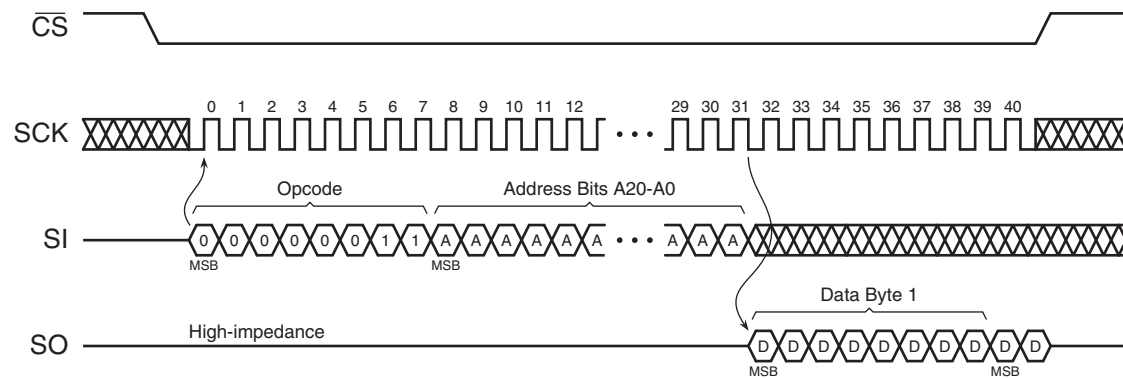 CS
0 1 2 3 4 5 6 7 8 9 10 11 12 29 30 31 32 33 34 35 36 37 38 39 40
SCK
Opcode Address Bits A20-A0
SI 0 0 0 0 0 0 1 1 A A A A A A A A A
MSB MSB
Data Byte 1
High-impedance
SO D D D D D D D D D D
MSB MSB